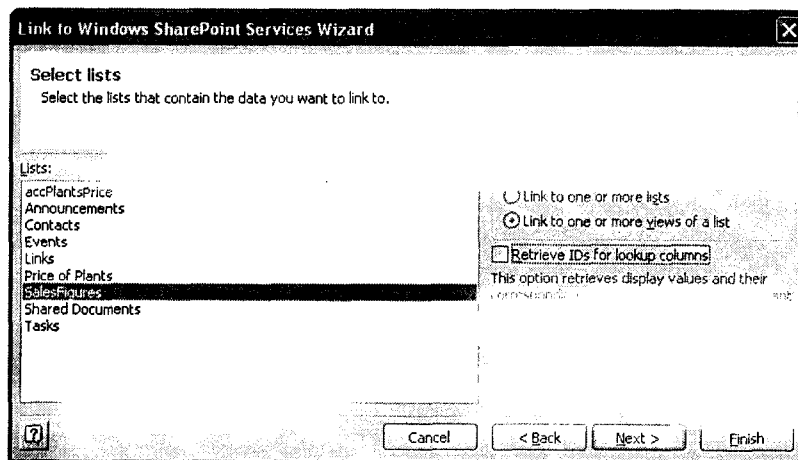 Link to Windows SharePoint Services Wizard
Select lists
Select the lists that contain the data you want to link to.
Lists:
accPlantsPrice
Announcements
Contacts
Events
Links
Price of Plants
SalesFigures
Shared Documents
Tasks
Link to one or more lists
Link to one or more views of a list
Retrieve IDs for lookup columns
This option retrieves display values and their
Cancel
< Back
Next >
Finish